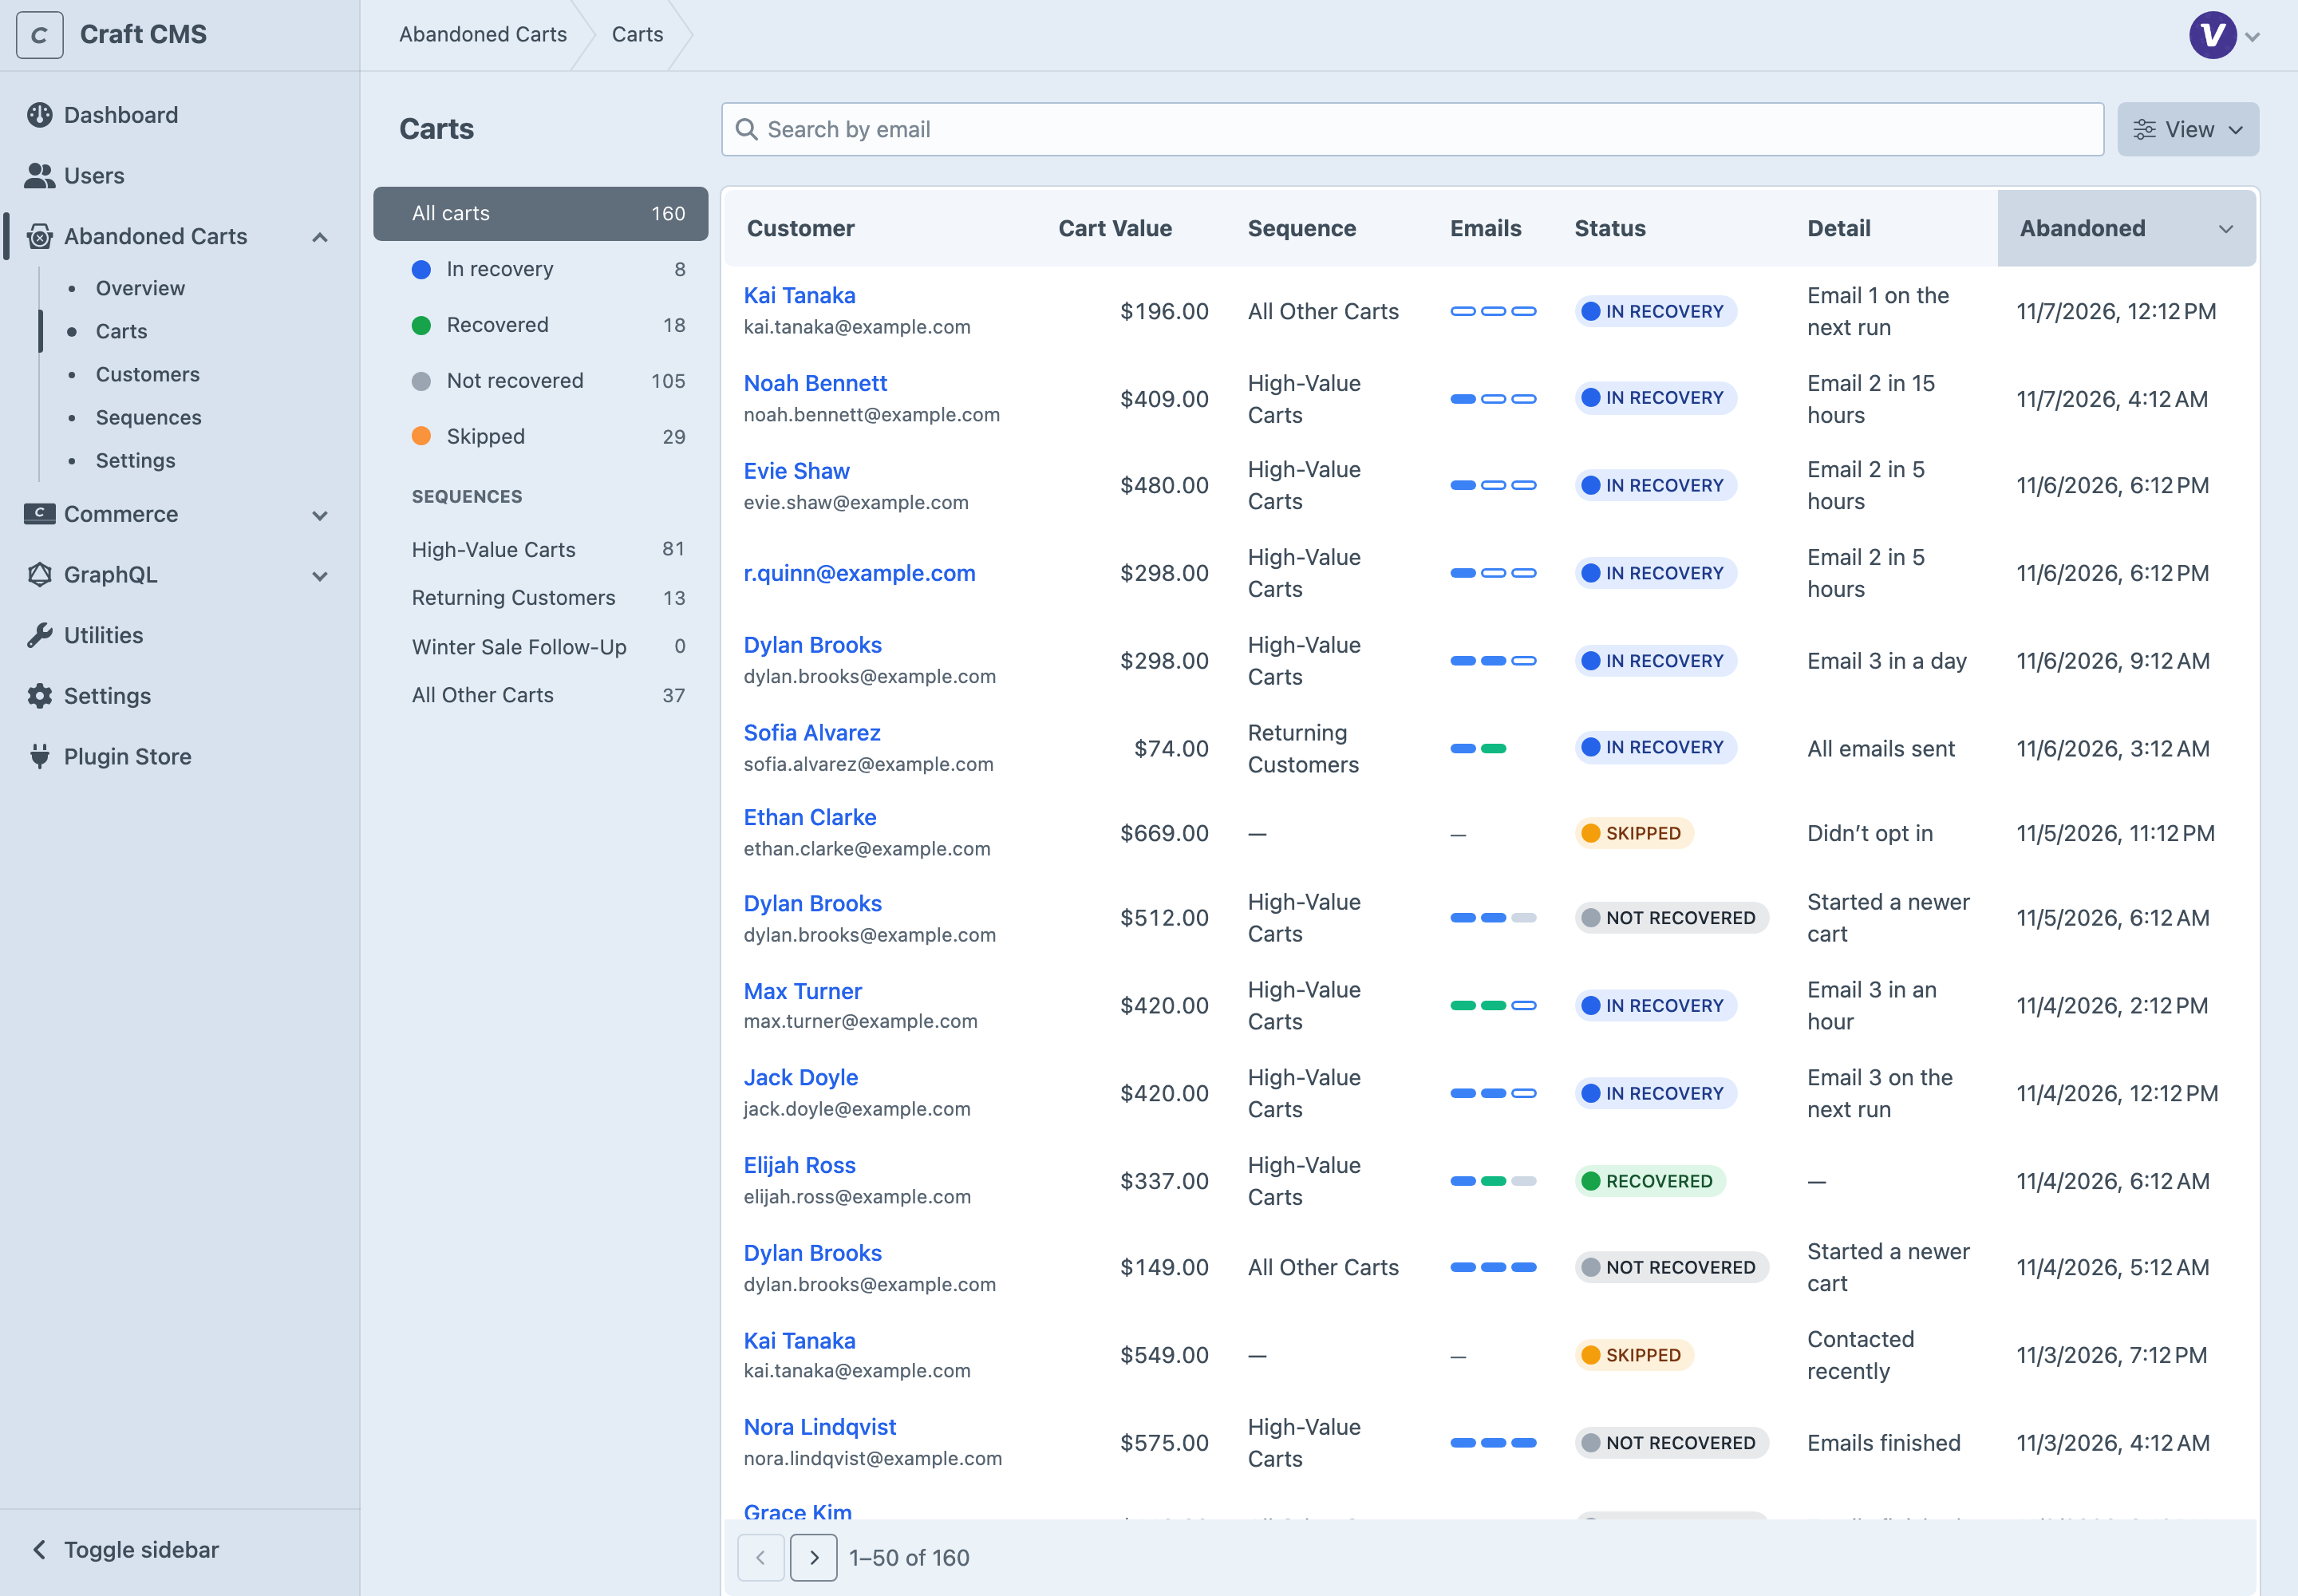 C Craft CMS
Abandoned Carts
Carts
V
Dashboard
Users
Abandoned Carts
Overview
Carts
Customers
Sequences
Settings
C Commerce
GraphQL
Utilities
Settings
Plugin Store
Toggle sidebar
Carts
Search by email
View
All carts 160
In recovery 8
Recovered 18
Not recovered 105
Skipped 29
SEQUENCES
High-Value Carts 81
Returning Customers 13
Winter Sale Follow-Up 0
All Other Carts 37
Customer Cart Value Sequence Emails Status Detail Abandoned
Kai Tanaka
kai.tanaka@example.com
$196.00
All Other Carts
IN RECOVERY
Email 1 on the
next run
11/7/2026, 12:12 PM
Noah Bennett
noah.bennett@example.com
$409.00
High-Value
Carts
IN RECOVERY
Email 2 in 15
hours
11/7/2026, 4:12 AM
Evie Shaw
evie.shaw@example.com
$480.00
High-Value
Carts
IN RECOVERY
Email 2 in 5
hours
11/6/2026, 6:12 PM
r.quinn@example.com
$298.00
High-Value
Carts
IN RECOVERY
Email 2 in 5
hours
11/6/2026, 6:12 PM
Dylan Brooks
dylan.brooks@example.com
$298.00
High-Value
Carts
IN RECOVERY
Email 3 in a day
11/6/2026, 9:12 AM
Sofia Alvarez
sofia.alvarez@example.com
$74.00
Returning
Customers
IN RECOVERY
All emails sent
11/6/2026, 3:12 AM
Ethan Clarke
ethan.clarke@example.com
$669.00
—
—
SKIPPED
Didn’t opt in
11/5/2026, 11:12 PM
Dylan Brooks
dylan.brooks@example.com
$512.00
High-Value
Carts
NOT RECOVERED
Started a newer
cart
11/5/2026, 6:12 AM
Max Turner
max.turner@example.com
$420.00
High-Value
Carts
IN RECOVERY
Email 3 in an
hour
11/4/2026, 2:12 PM
Jack Doyle
jack.doyle@example.com
$420.00
High-Value
Carts
IN RECOVERY
Email 3 on the
next run
11/4/2026, 12:12 PM
Elijah Ross
elijah.ross@example.com
$337.00
High-Value
Carts
RECOVERED
—
11/4/2026, 6:12 AM
Dylan Brooks
dylan.brooks@example.com
$149.00
All Other Carts
NOT RECOVERED
Started a newer
cart
11/4/2026, 5:12 AM
Kai Tanaka
kai.tanaka@example.com
$549.00
—
—
SKIPPED
Contacted
recently
11/3/2026, 7:12 PM
Nora Lindqvist
nora.lindqvist@example.com
$575.00
High-Value
Carts
NOT RECOVERED
Emails finished
11/3/2026, 4:12 AM
Grace Kim
1–50 of 160